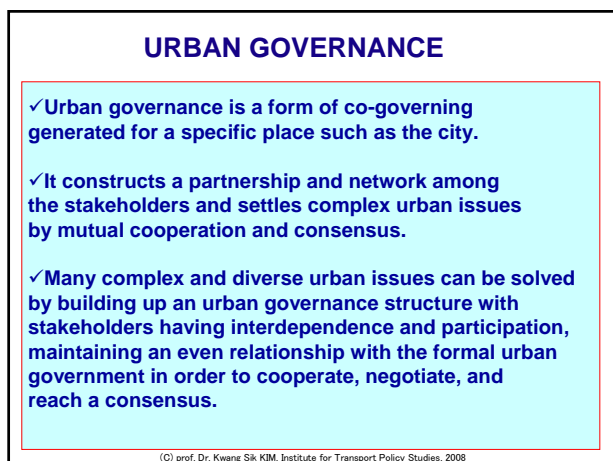 URBAN GOVERNANCE
✓Urban governance is a form of co-governing
generated for a specific place such as the city.
✓It constructs a partnership and network among
the stakeholders and settles complex urban issues
by mutual cooperation and consensus.
✓Many complex and diverse urban issues can be solved
by building up an urban governance structure with
stakeholders having interdependence and participation,
maintaining an even relationship with the formal urban
government in order to cooperate, negotiate, and
reach a consensus.
(C) prof. Dr. Kwang Sik KIM, Institute for Transport Policy Studies, 2008